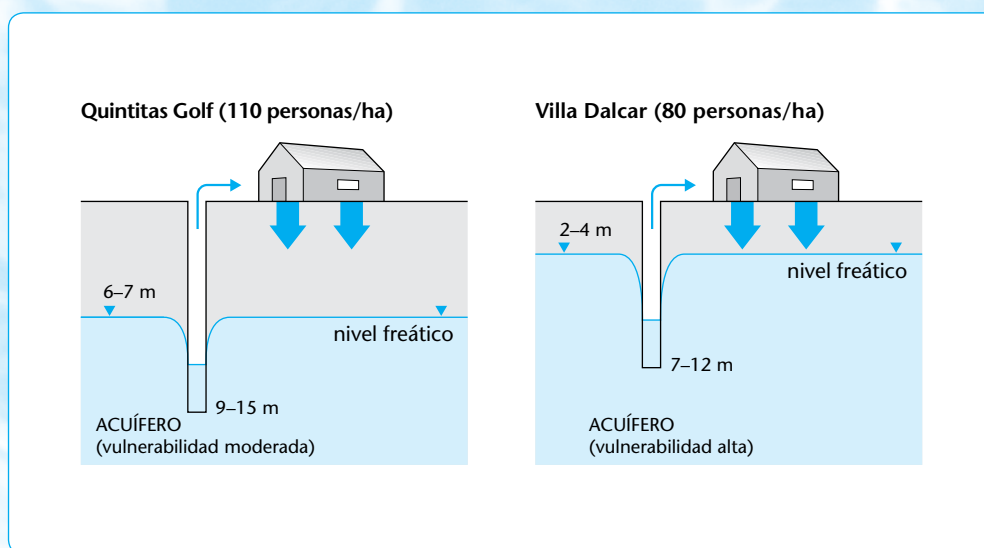 Quintitas Golf (110 personas/ha)
6–7 m
nivel freático
9–15 m
ACUÍFERO
(vulnerabilidad moderada)
Villa Dalcar (80 personas/ha)
2–4 m
nivel freático
7–12 m
ACUÍFERO
(vulnerabilidad alta)